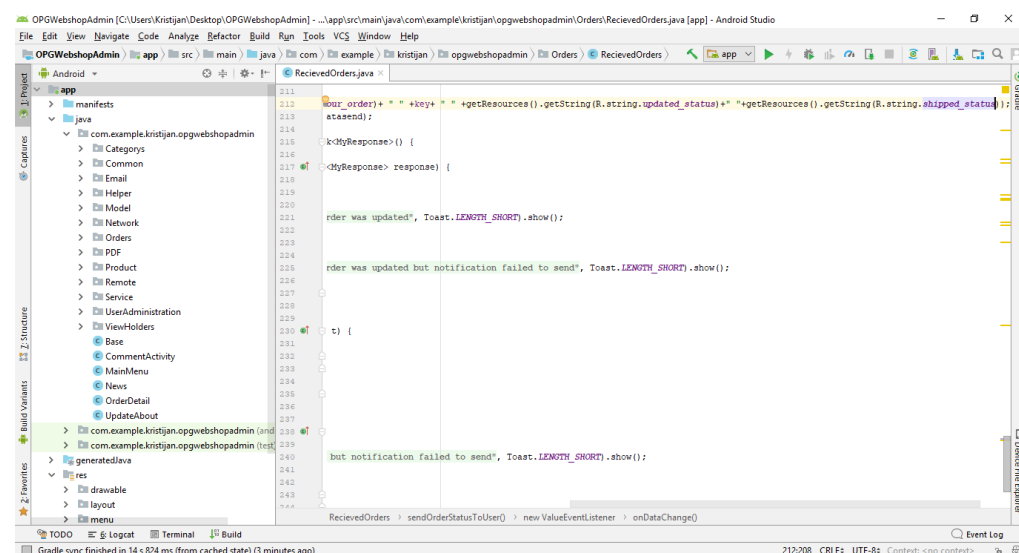 OPGWebshopAdmin [C:\Users\Kristijan\Desktop\OPGWebshopAdmin] - ...\app\src\main\java\com\example\kristijan\opgwebshopadmin\Orders\RecievedOrders.java [app] - Android Studio
File Edit View Navigate Code Analyze Refactor Build Run Tools VCS Window Help
OPGWebshopAdmin app src main java com example kristijan opgwebshopadmin Orders RecievedOrders app
Android
RecievedOrders.java
1: Project
Captures
Z: Structure
Build Variants
2: Favorites
app
manifests
java
com.example.kristijan.opgwebshopadmin
Categorys
Common
Email
Helper
Model
Network
Orders
PDF
Product
Remote
Service
UserAdministration
ViewHolders
Base
CommentActivity
MainMenu
News
OrderDetail
UpdateAbout
com.example.kristijan.opgwebshopadmin (and
com.example.kristijan.opgwebshopadmin (test
generatedJava
res
drawable
layout
menu
211
212 our_order)+ " " +key+ " " +getResources().getString(R.string.updated_status)+" "+getResources().getString(R.string.shipped_status));
213 atasend);
214
215 k<MyResponse>() {
216
217 <MyResponse> response) {
218
219
220
221 rder was updated", Toast.LENGTH_SHORT).show();
222
223
224
225 rder was updated but notification failed to send", Toast.LENGTH_SHORT).show();
226
227
228
229
230 t) {
231
232
233
234
235
236
237
238
239
240 but notification failed to send", Toast.LENGTH_SHORT).show();
241
242
243
244
RecievedOrders sendOrderStatusToUser() new ValueEventListener onDataChange()
Gradle
Device File Explorer
TODO 6: Logcat Terminal Build Event Log
Gradle sync finished in 14 s 824 ms (from cached state) (3 minutes ago) 212:208 CRLF UTF-8 Context: <no context>